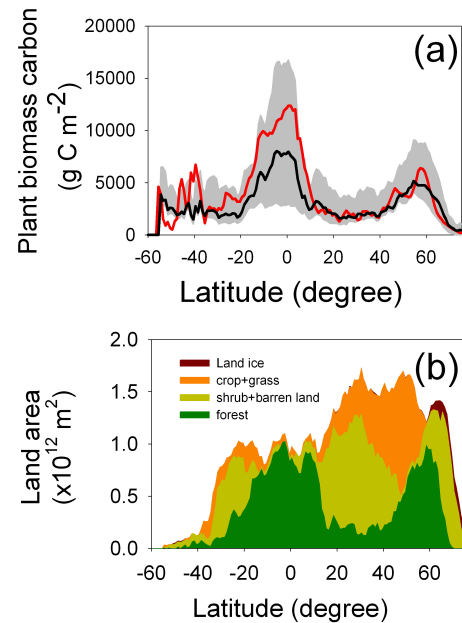 (a)
Plant biomass carbon
(g C m-2)
20000
15000
10000
5000
0
-60 -40 -20 0 20 40 60
Latitude (degree)
(b)
Land area
(x10¹² m²)
2.0
1.5
1.0
0.5
0.0
Land ice
crop+grass
shrub+barren land
forest
-60 -40 -20 0 20 40 60
Latitude (degree)